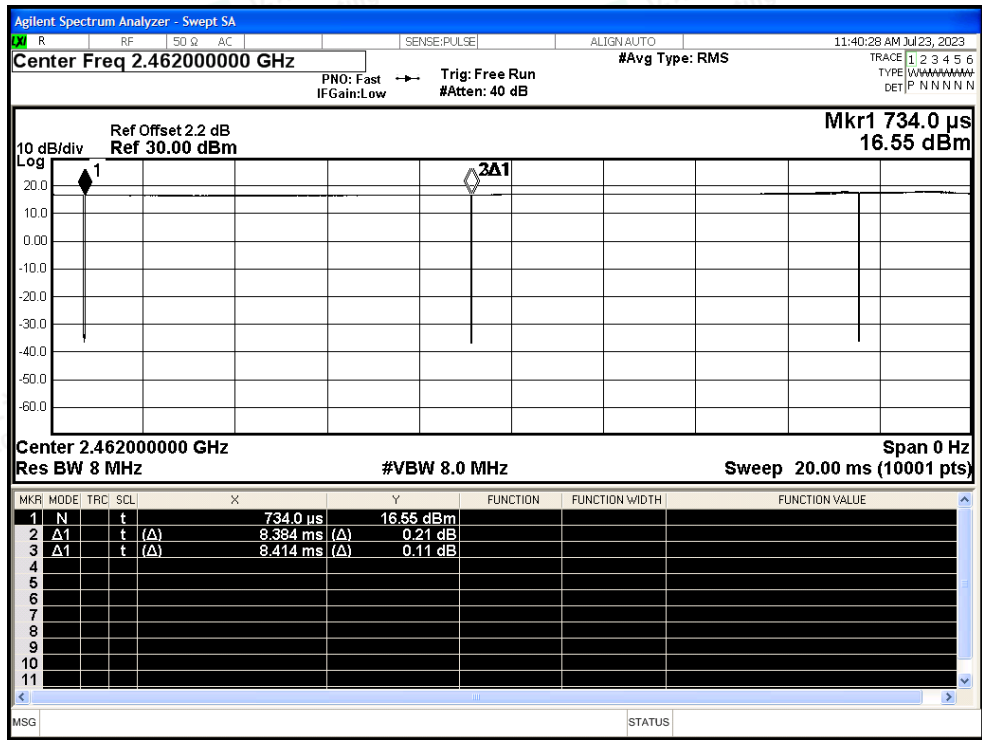 Agilent Spectrum Analyzer - Swept SA
LXI R RF 50 Ω AC SENSE:PULSE ALIGN AUTO 11:40:28 AM Jul 23, 2023
Center Freq 2.462000000 GHz #Avg Type: RMS TRACE 1 2 3 4 5 6
PNO: Fast Trig: Free Run TYPE
IFGain:Low #Atten: 40 dB DET P N N N N N
Mkr1 734.0 µs
Ref Offset 2.2 dB
10 dB/div Ref 30.00 dBm 16.55 dBm
Log
1 3Δ1
20.0
10.0
0.00
-10.0
-20.0
-30.0
-40.0
-50.0
-60.0
Center 2.462000000 GHz Span 0 Hz
Res BW 8 MHz #VBW 8.0 MHz Sweep 20.00 ms (10001 pts)
MKR MODE TRC SCL X Y FUNCTION FUNCTION WIDTH FUNCTION VALUE
1 N t 734.0 µs 16.55 dBm
2 Δ1 t (Δ) 8.384 ms (Δ) 0.21 dB
3 Δ1 t (Δ) 8.414 ms (Δ) 0.11 dB
4
5
6
7
8
9
10
11
MSG STATUS